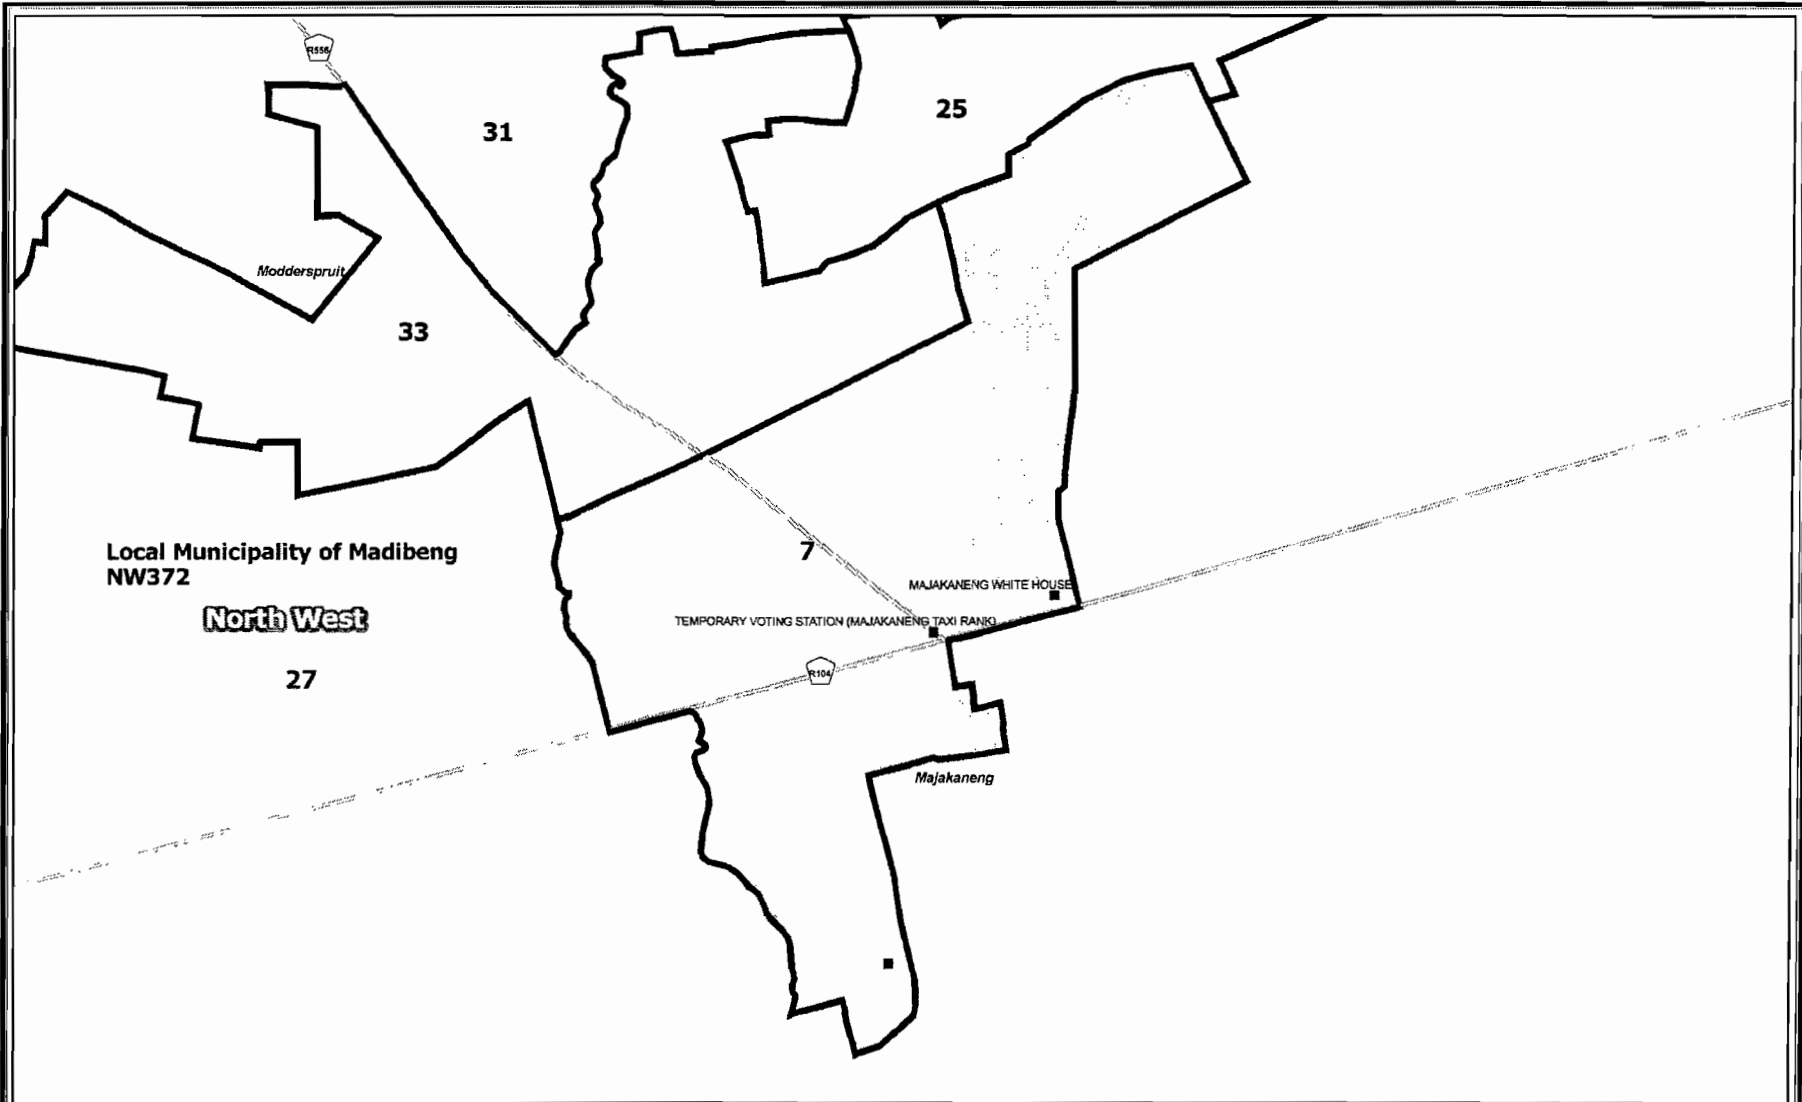 R556
31
25
Modderspruit
33
Local Municipality of Madibeng
NW372
7
MAJAKANENG WHITE HOUSE
North West
TEMPORARY VOTING STATION (MAJAKANENG TAXI RANK)
27
R104
Majakaneng